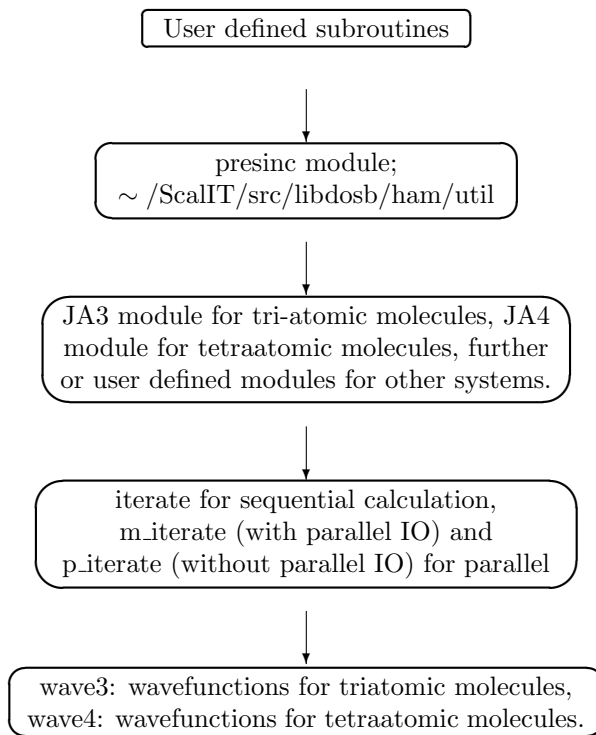 User defined subroutines
presinc module;
∼ /ScalIT/src/libdosb/ham/util
JA3 module for tri-atomic molecules, JA4
module for tetraatomic molecules, further
or user defined modules for other systems.
iterate for sequential calculation,
m_iterate (with parallel IO) and
p_iterate (without parallel IO) for parallel
wave3: wavefunctions for triatomic molecules,
wave4: wavefunctions for tetraatomic molecules.